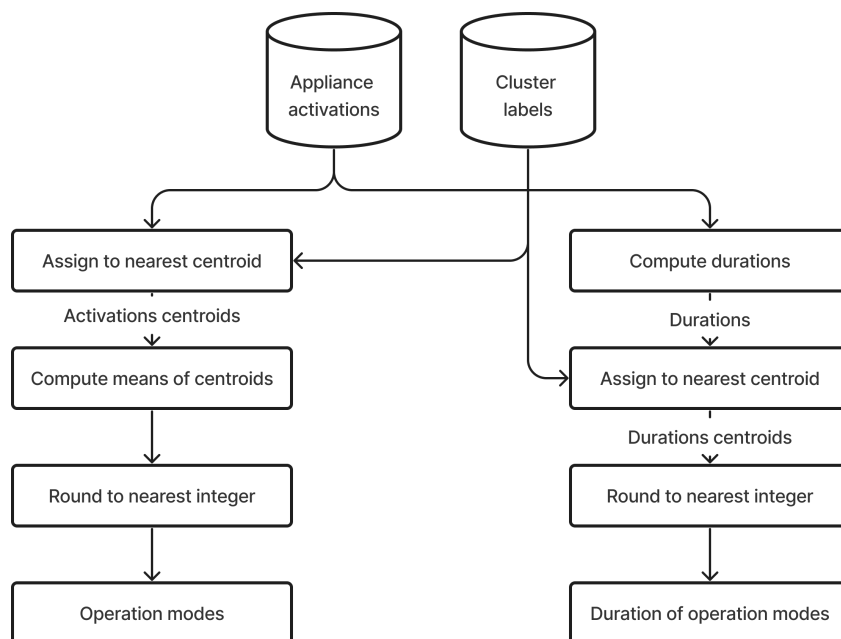 Appliance
activations
Cluster
labels
Assign to nearest centroid
Compute durations
Activations centroids
Durations
Compute means of centroids
Assign to nearest centroid
Durations centroids
Round to nearest integer
Round to nearest integer
Operation modes
Duration of operation modes